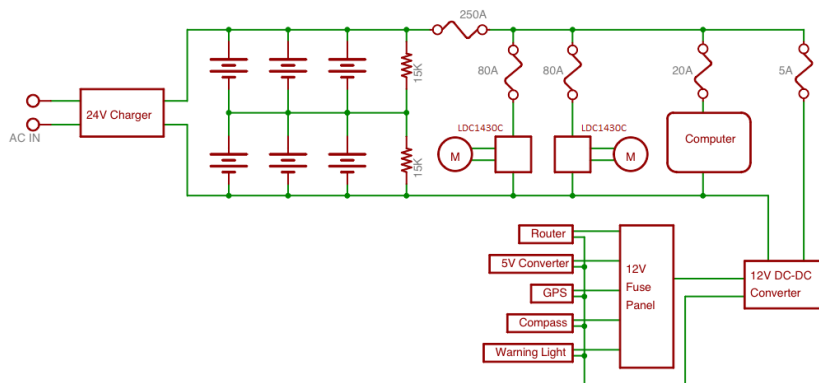 250A
80A
80A
20A
5A
15K
AC IN
24V Charger
LDC1430C
LDC1430C
M
M
Computer
15K
Router
5V Converter
GPS
Compass
Warning Light
12V
Fuse
Panel
12V DC-DC
Converter